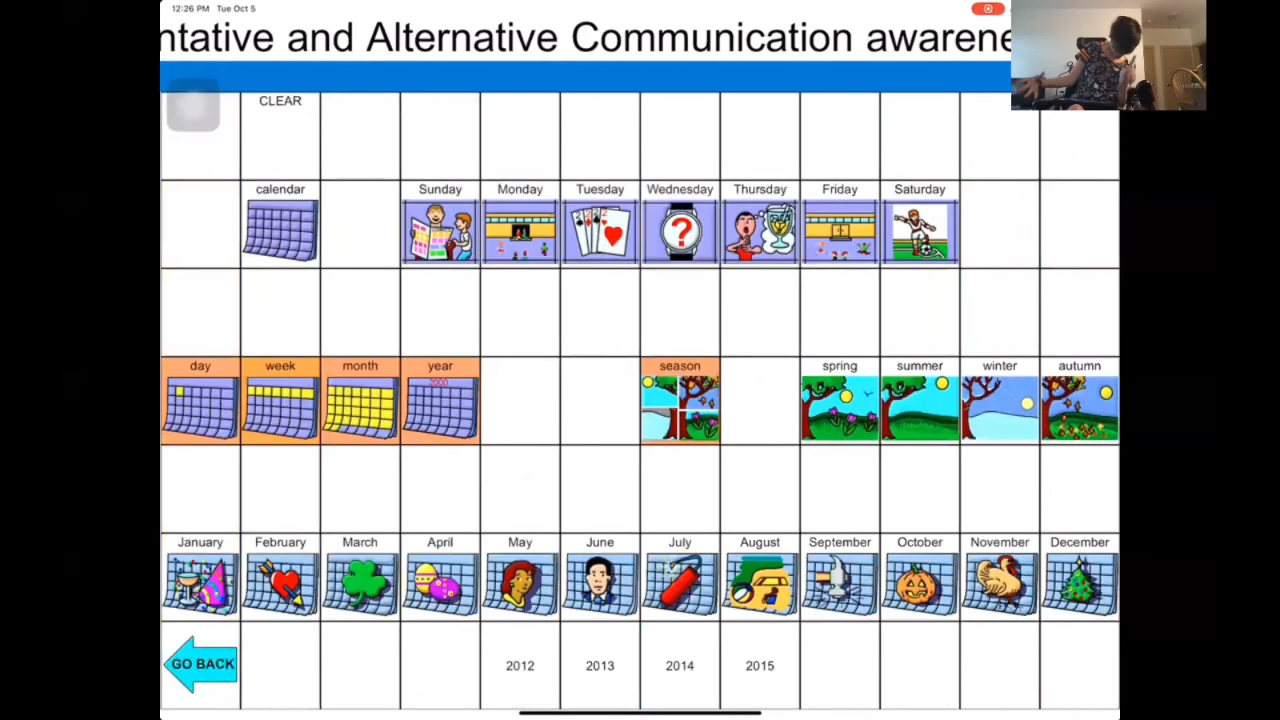 12:26 PM Tue Oct 5
ntative and Alternative Communication awarene
CLEAR
calendar Sunday Monday Tuesday Wednesday Thursday Friday Saturday
day week month year season spring summer winter autumn
2000
January February March April May June July August September October November December
GO BACK 2012 2013 2014 2015